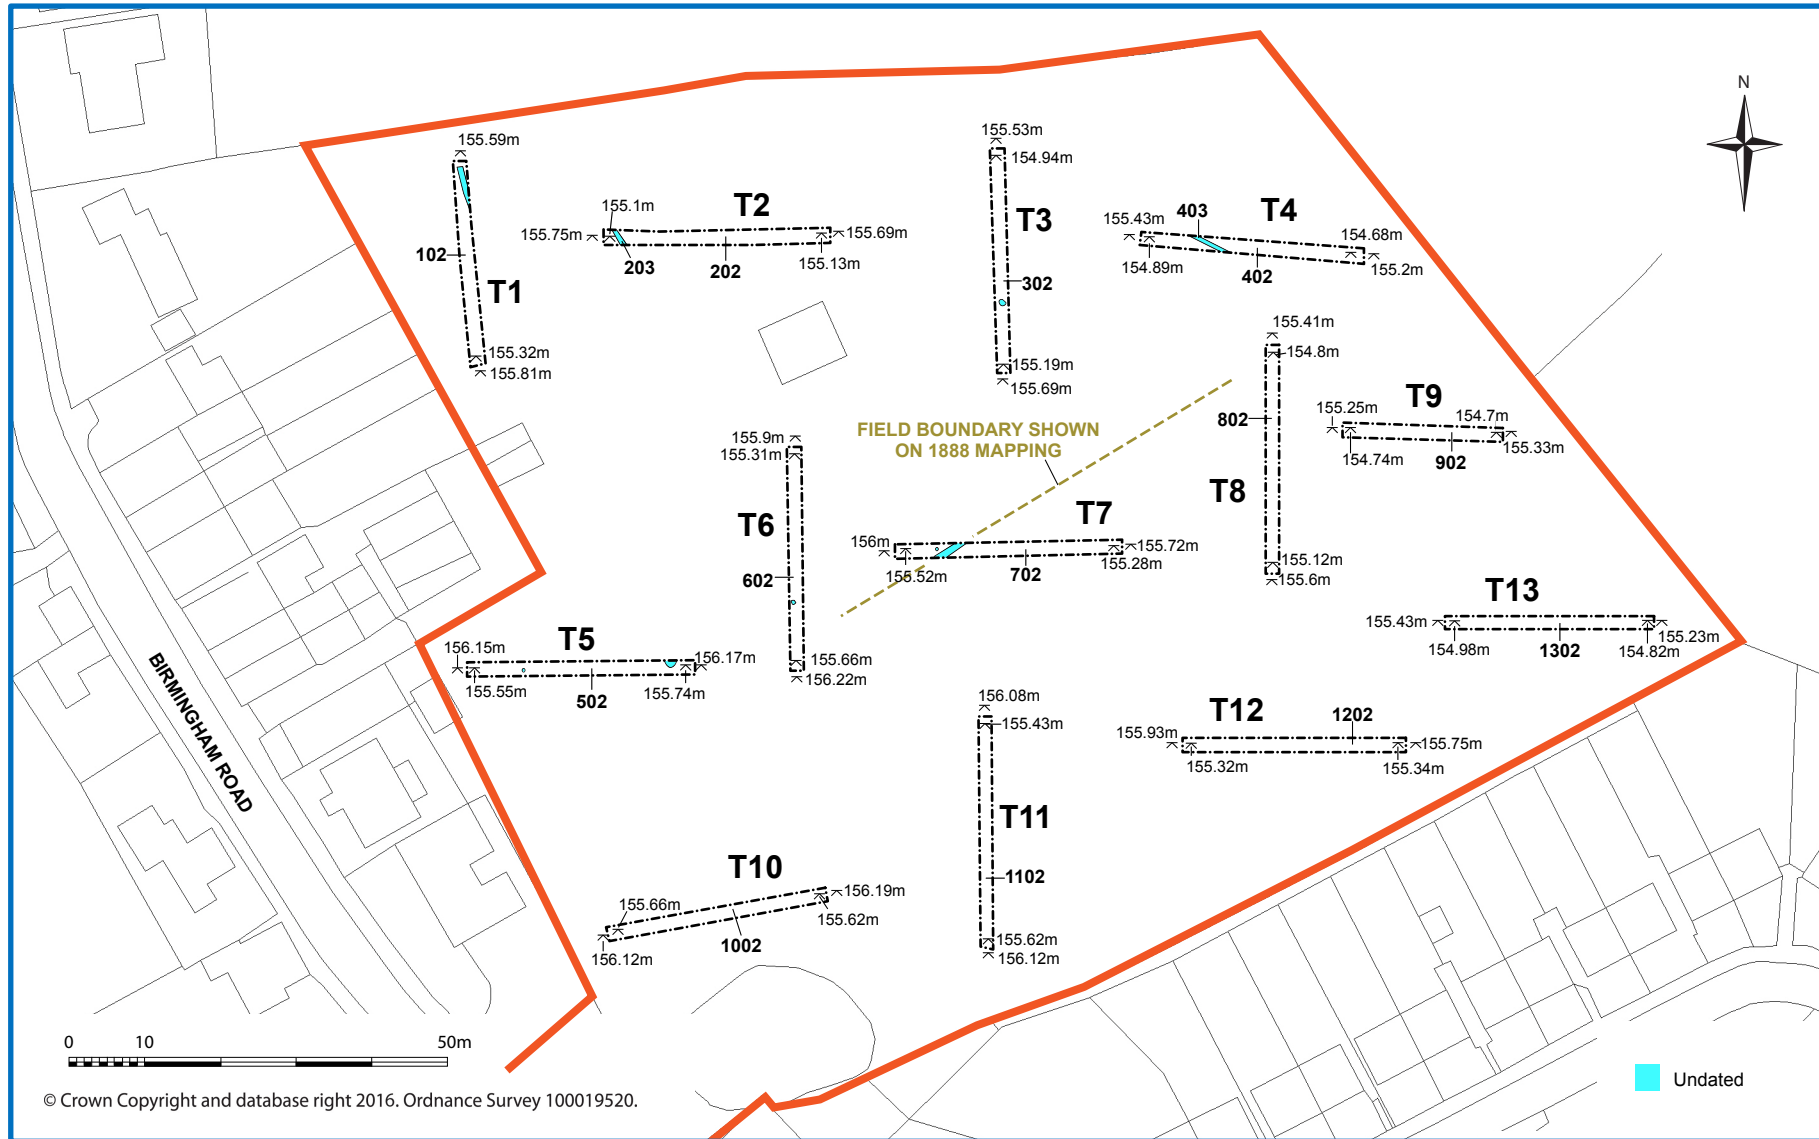 N
155.59m
102
T1
155.32m
155.81m
155.1m
T2
155.75m
155.69m
203
202
155.13m
155.53m
154.94m
T3
302
155.19m
155.69m
403
T4
155.43m
154.68m
154.89m
402
155.2m
155.41m
154.8m
802
T8
155.12m
155.6m
T9
155.25m
154.7m
154.74m
902
155.33m
FIELD BOUNDARY SHOWN
ON 1888 MAPPING
155.9m
155.31m
T6
602
155.66m
156.22m
T7
156m
155.72m
155.52m
702
155.28m
T5
156.15m
156.17m
155.55m
502
155.74m
T13
155.43m
155.23m
154.98m
1302
154.82m
156.08m
155.43m
T11
1102
155.62m
156.12m
T12
1202
155.93m
155.75m
155.32m
155.34m
T10
155.66m
156.19m
155.62m
1002
156.12m
BIRMINGHAM ROAD
0 10 50m
© Crown Copyright and database right 2016. Ordnance Survey 100019520.
Undated